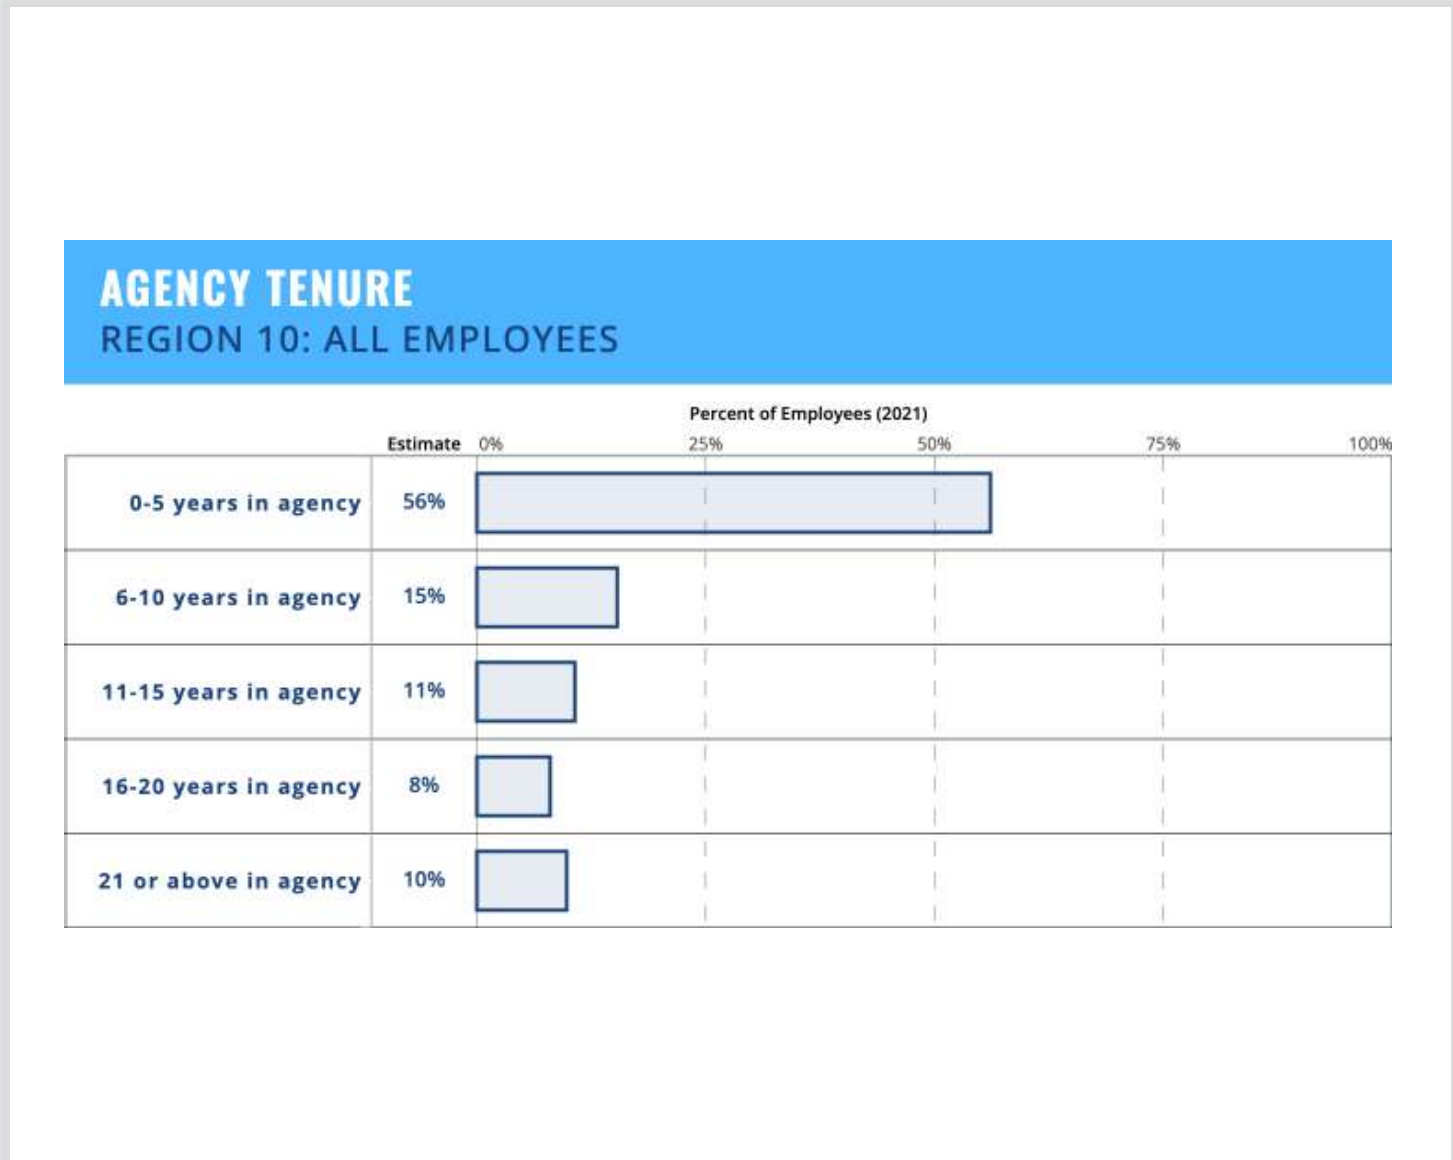 AGENCY TENURE
REGION 10: ALL EMPLOYEES
Percent of Employees (2021)
Estimate 0% 25% 50% 75% 100%
0-5 years in agency 56%
6-10 years in agency 15%
11-15 years in agency 11%
16-20 years in agency 8%
21 or above in agency 10%